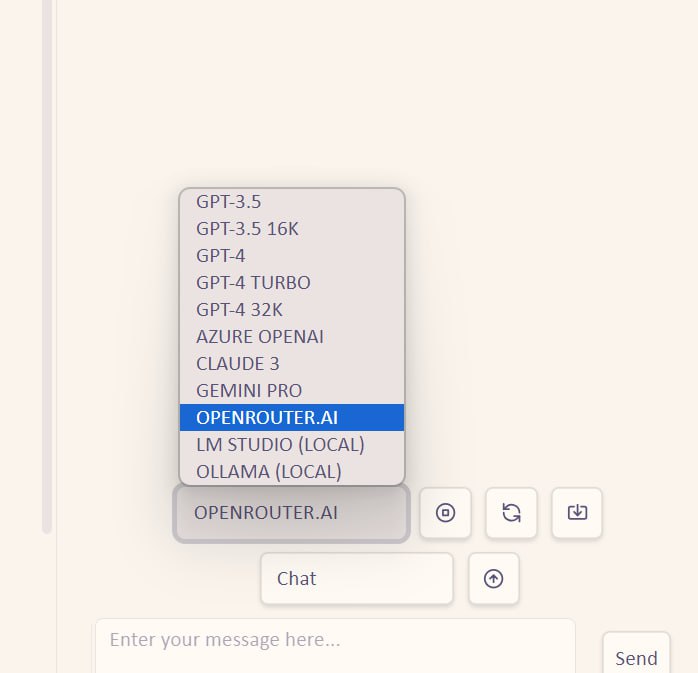 GPT-3.5
GPT-3.5 16K
GPT-4
GPT-4 TURBO
GPT-4 32K
AZURE OPENAI
CLAUDE 3
GEMINI PRO
OPENROUTER.AI
LM STUDIO (LOCAL)
OLLAMA (LOCAL)
OPENROUTER.AI
Chat
Enter your message here...
Send